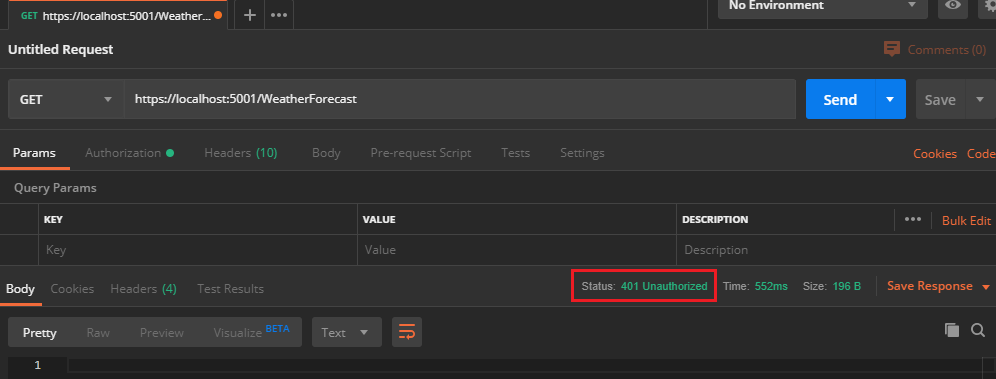 GET https://localhost:5001/Weather... + ••• No Environment
Untitled Request Comments (0)
GET https://localhost:5001/WeatherForecast Send Save
Params Authorization Headers (10) Body Pre-request Script Tests Settings Cookies Code
Query Params
KEY VALUE DESCRIPTION ••• Bulk Edit
Key Value Description
Body Cookies Headers (4) Test Results Status: 401 Unauthorized Time: 552ms Size: 196 B Save Response
Pretty Raw Preview Visualize BETA Text
1